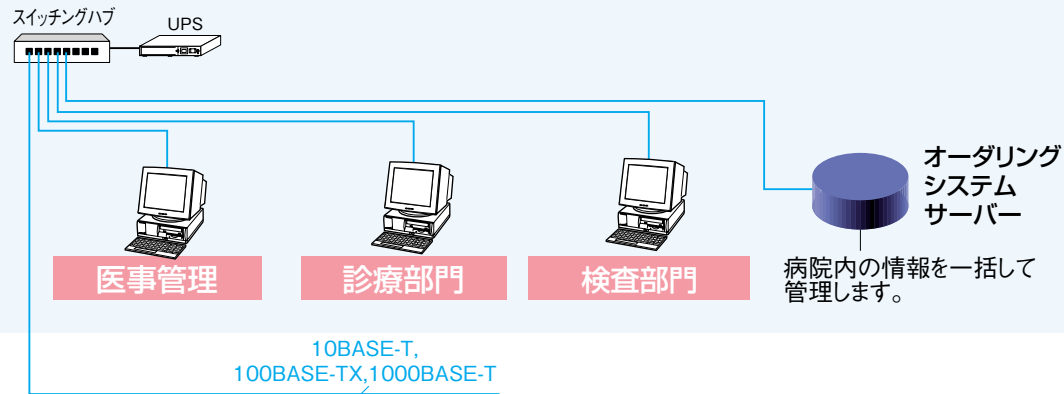 スイッチングハブ
UPS
オーダリング
システム
サーバー
医事管理
診療部門
検査部門
病院内の情報を一括して
管理します。
10BASE-T,
100BASE-TX,1000BASE-T